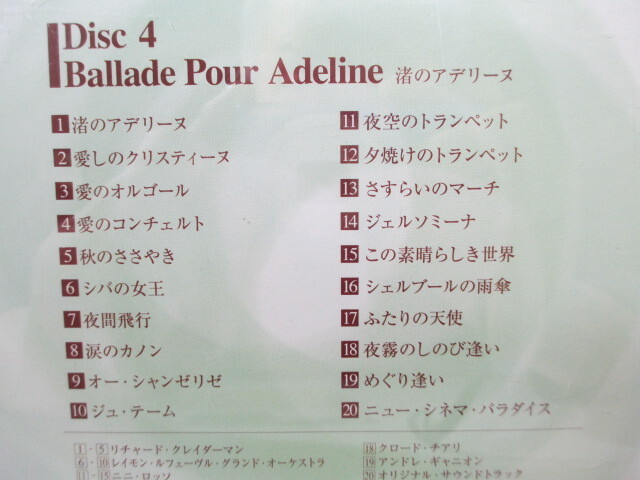 Disc 4
Ballade Pour Adeline 渚のアデリーヌ
1 渚のアデリーヌ
2 愛しのクリスティーヌ
3 愛のオルゴール
4 愛のコンチェルト
5 秋のささやき
6 シバの女王
7 夜間飛行
8 涙のカノン
9 オー・シャンゼリゼ
10 ジュ・テーム
11 夜空のトランペット
12 夕焼けのトランペット
13 さすらいのマーチ
14 ジェルソミーナ
15 この素晴らしき世界
16 シェルブールの雨傘
17 ふたりの天使
18 夜霧のしのび逢い
19 めぐり逢い
20 ニュー・シネマ・パラダイス
1-5 リチャード・クレイダーマン
6-10 レイモン・ルフェーヴル・グランド・オーケストラ
11-15 ニニ・ロッソ
18 クロード・チアリ
19 アンドレ・ギャニオン
20 オリジナル・サウンドトラック